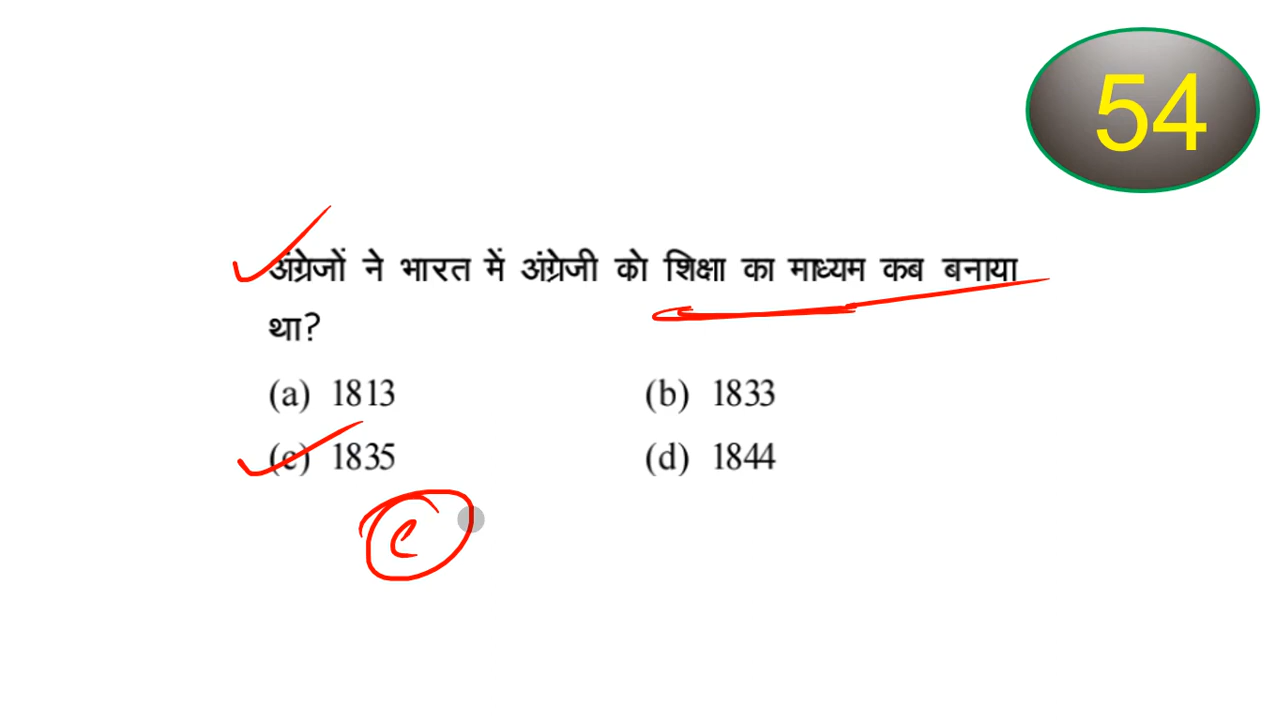 54
अंग्रेजों ने भारत में अंग्रेजी को शिक्षा का माध्यम कब बनाया
था?
(a) 1813 (b) 1833
(c) 1835 (d) 1844
C